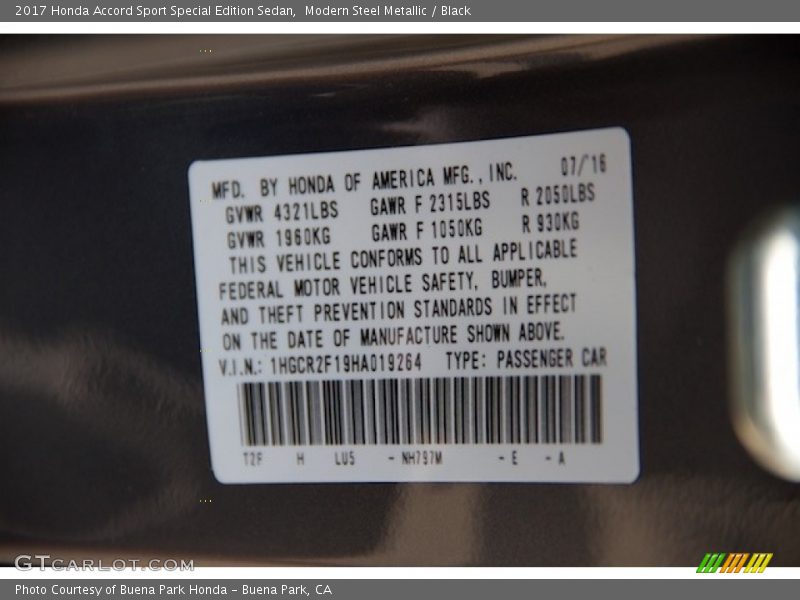 2017 Honda Accord Sport Special Edition Sedan,  Modern Steel Metallic / Black
MFD. BY HONDA OF AMERICA MFG., INC. 07/'16
GVWR 4321LBS GAWR F 2315LBS R 2050LBS
GVWR 1960KG GAWR F 1050KG R 930KG
THIS VEHICLE CONFORMS TO ALL APPLICABLE
FEDERAL MOTOR VEHICLE SAFETY, BUMPER,
AND THEFT PREVENTION STANDARDS IN EFFECT
ON THE DATE OF MANUFACTURE SHOWN ABOVE.
V.I.N.: 1HGCR2F19HA019264 TYPE: PASSENGER CAR
T2F H LU5 - NH797M - E - A
GTCARLOT.COM
Photo Courtesy of Buena Park Honda – Buena Park, CA